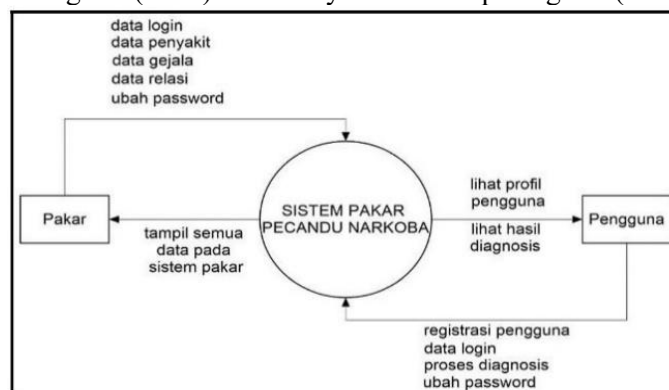 data login
data penyakit
data gejala
data relasi
ubah password
Pakar
tampil semua
data pada
sistem pakar
SISTEM PAKAR
PECANDU NARKOBA
lihat profil
pengguna
lihat hasil
diagnosis
Pengguna
registrasi pengguna
data login
proses diagnosis
ubah password